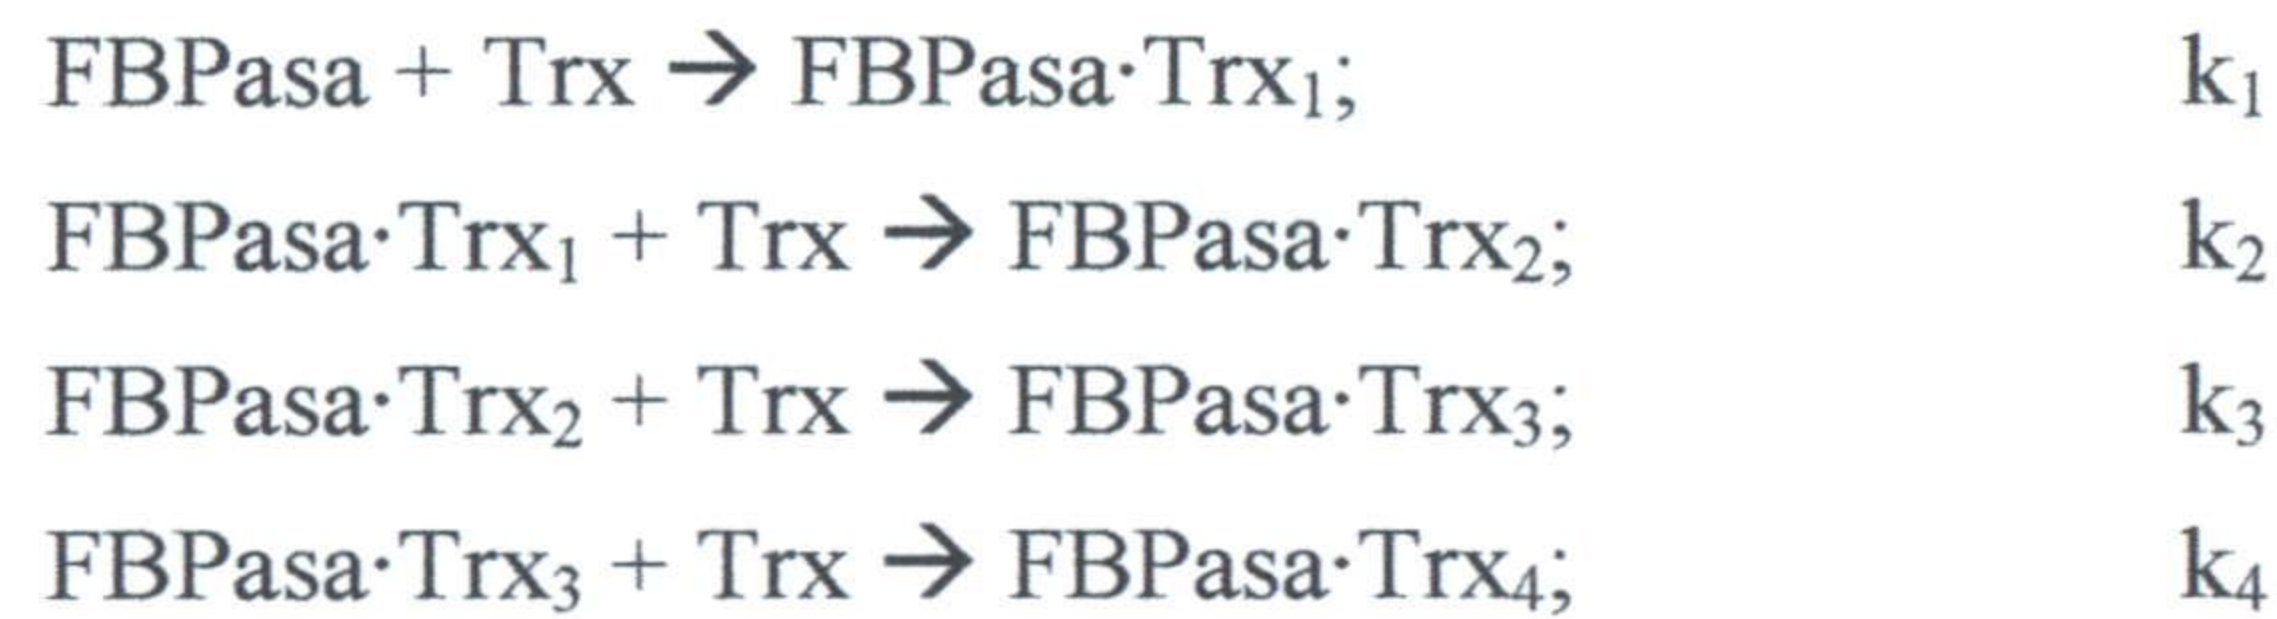 FBPasa + Trx → FBPasa·Trx₁; k₁
FBPasa·Trx₁ + Trx → FBPasa·Trx₂; k₂
FBPasa·Trx₂ + Trx → FBPasa·Trx₃; k₃
FBPasa·Trx₃ + Trx → FBPasa·Trx₄; k₄